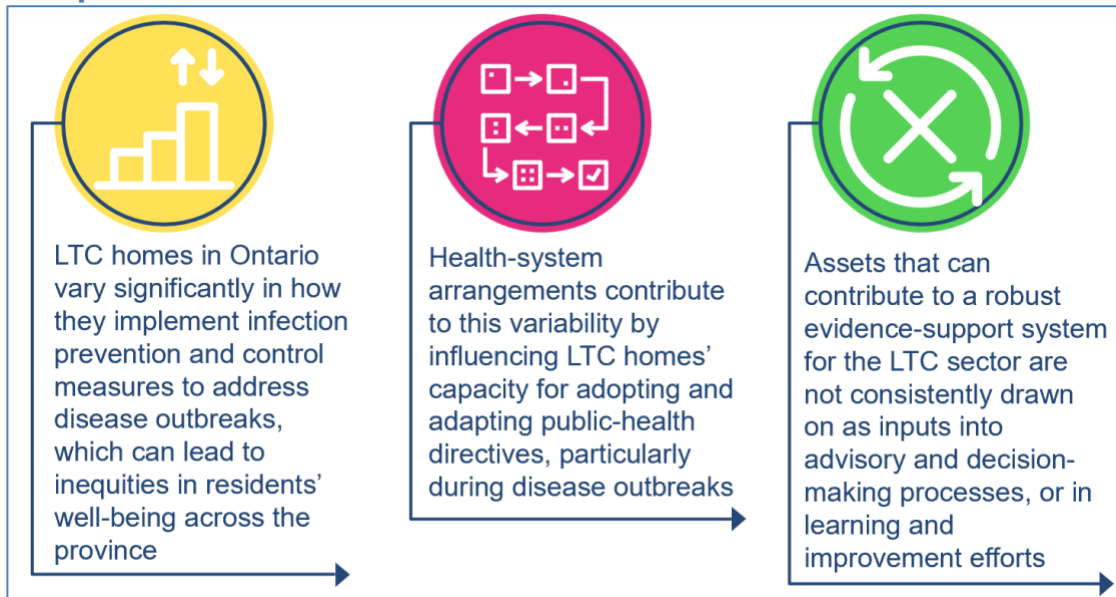 LTC homes in Ontario
vary significantly in how
they implement infection
prevention and control
measures to address
disease outbreaks,
which can lead to
inequities in residents’
well-being across the
province
Health-system
arrangements contribute
to this variability by
influencing LTC homes’
capacity for adopting and
adapting public-health
directives, particularly
during disease outbreaks
Assets that can
contribute to a robust
evidence-support system
for the LTC sector are
not consistently drawn
on as inputs into
advisory and decision-
making processes, or in
learning and
improvement efforts